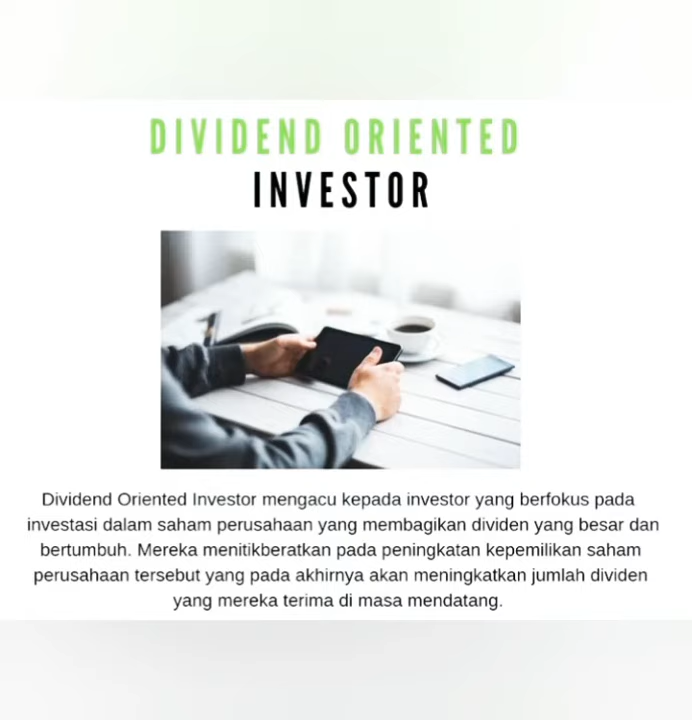 DIVIDEND ORIENTED
INVESTOR
Dividend Oriented Investor mengacu kepada investor yang berfokus pada
investasi dalam saham perusahaan yang membagikan dividen yang besar dan
bertumbuh. Mereka menitikberatkan pada peningkatan kepemilikan saham
perusahaan tersebut yang pada akhirnya akan meningkatkan jumlah dividen
yang mereka terima di masa mendatang.